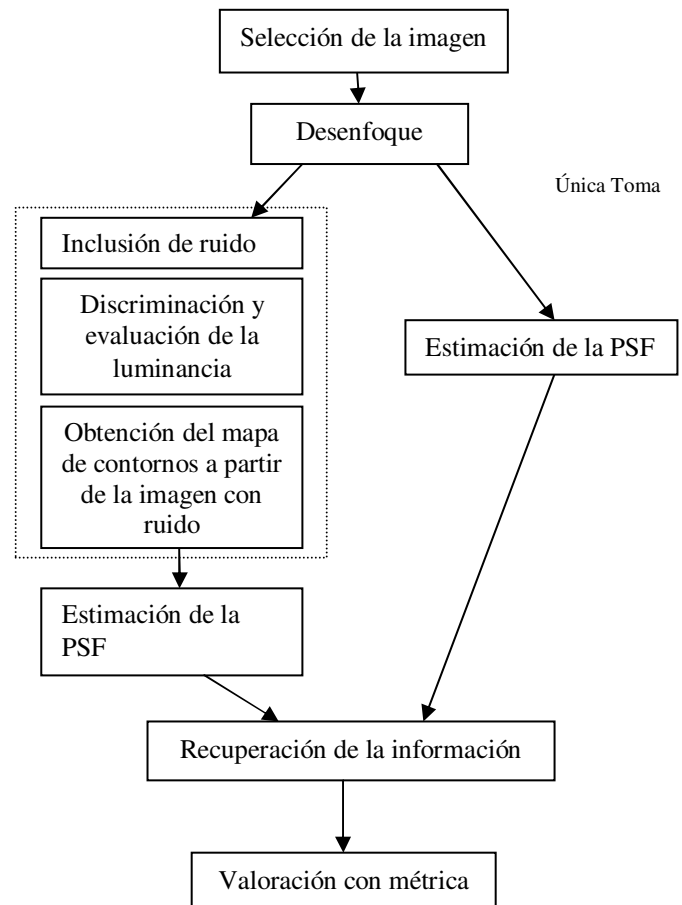 Selección de la imagen
Desenfoque
Única Toma
Inclusión de ruido
Discriminación y
evaluación de la
luminancia
Estimación de la PSF
Obtención del mapa
de contornos a partir
de la imagen con
ruido
Estimación de la
PSF
Recuperación de la información
Valoración con métrica